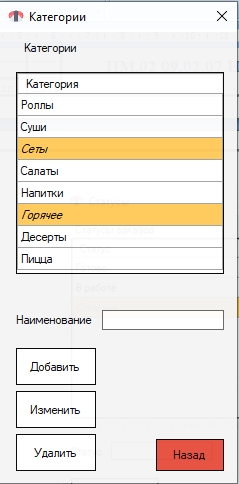 Категории
Категории
Категория
Роллы
Суши
Сеты
Салаты
Напитки
Горячее
Десерты
Пицца
Наименование
Добавить
Изменить
Удалить
Назад